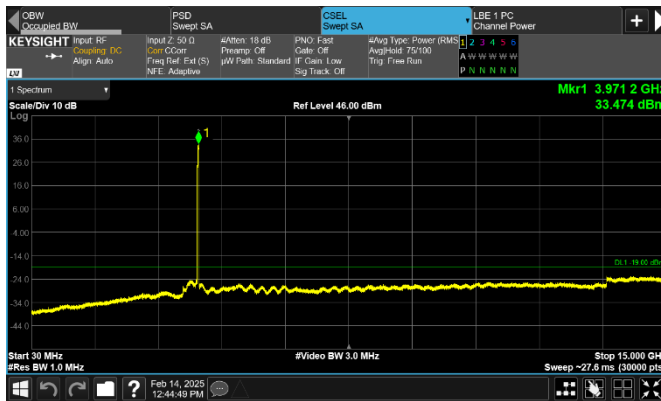 OBW
Occupied BW
PSD
Swept SA
CSEL
Swept SA
LBE 1 PC
Channel Power
+
KEYSIGHT
Input: RF
Coupling: DC
Align: Auto
Input Z: 50 Ω
Corr CCorr
Freq Ref: Ext (S)
NFE: Adaptive
#Atten: 18 dB
Preamp: Off
µW Path: Standard
PNO: Fast
Gate: Off
IF Gain: Low
Sig Track: Off
#Avg Type: Power (RMS
Avg|Hold: 75/100
Trig: Free Run
1 2 3 4 5 6
A W W W W W
P N N N N N
LXI
1 Spectrum
Scale/Div 10 dB
Ref Level 46.00 dBm
Mkr1 3.971 2 GHz
33.474 dBm
Log
1
36.0
26.0
16.0
6.00
-4.00
-14.0
DL1 -19.00 dBm
-24.0
-34.0
-44.0
Start 30 MHz
#Video BW 3.0 MHz
Stop 15.000 GHz
#Res BW 1.0 MHz
Sweep ~27.6 ms (30000 pts)
?
Feb 14, 2025
12:44:49 PM